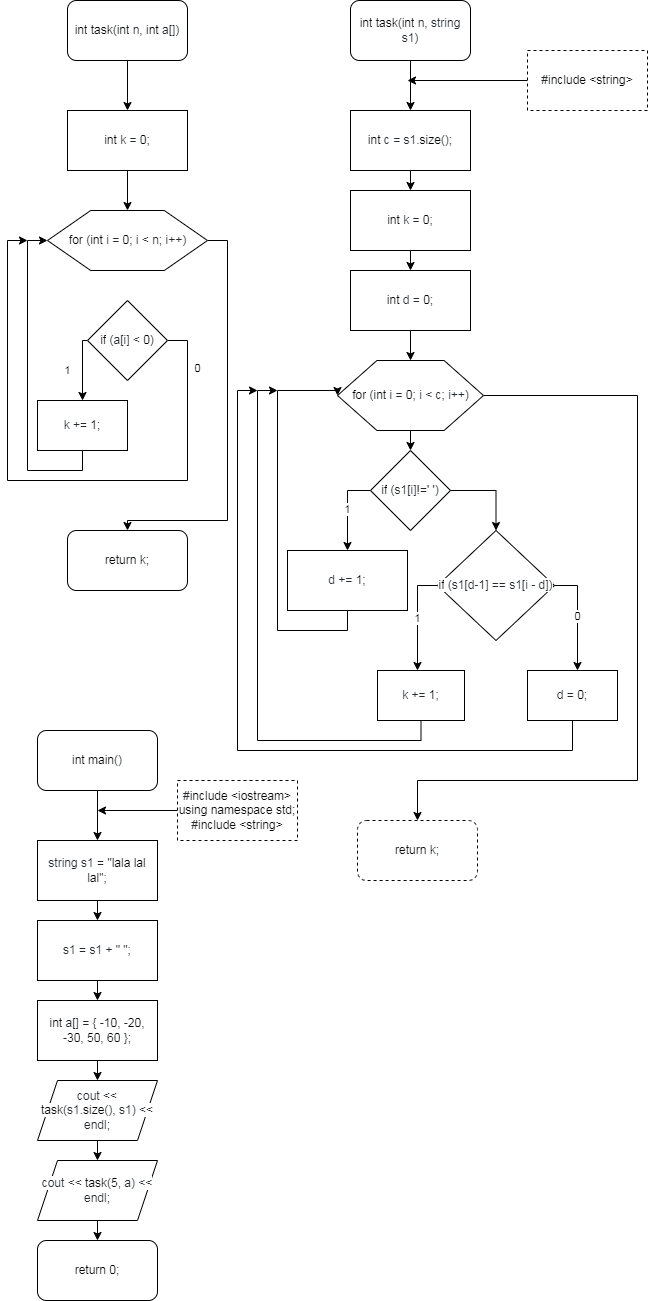 int task(int n, int a[])
int k = 0;
for (int i = 0; i < n; i++)
if (a[i] < 0)
1
0
k += 1;
return k;
int task(int n, string
s1)
#include <string>
int c = s1.size();
int k = 0;
int d = 0;
for (int i = 0; i < c; i++)
if (s1[i]!=' ')
1
d += 1;
if (s1[d-1] == s1[i - d])
1
0
k += 1;
d = 0;
return k;
int main()
#include <iostream>
using namespace std;
#include <string>
string s1 = "lala lal
lal";
s1 = s1 + " ";
int a[] = { -10, -20,
-30, 50, 60 };
cout <<
task(s1.size(), s1) <<
endl;
cout << task(5, a) <<
endl;
return 0;